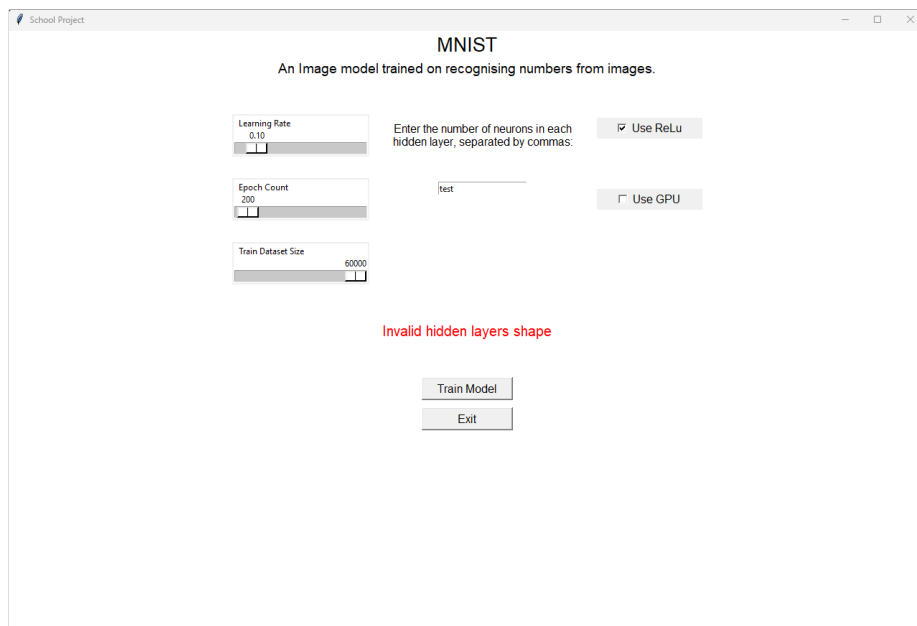 School Project
MNIST
An Image model trained on recognising numbers from images.
Learning Rate
0.10
Enter the number of neurons in each
hidden layer, separated by commas:
Use ReLu
Epoch Count
200
test
Use GPU
Train Dataset Size
60000
Invalid hidden layers shape
Train Model
Exit